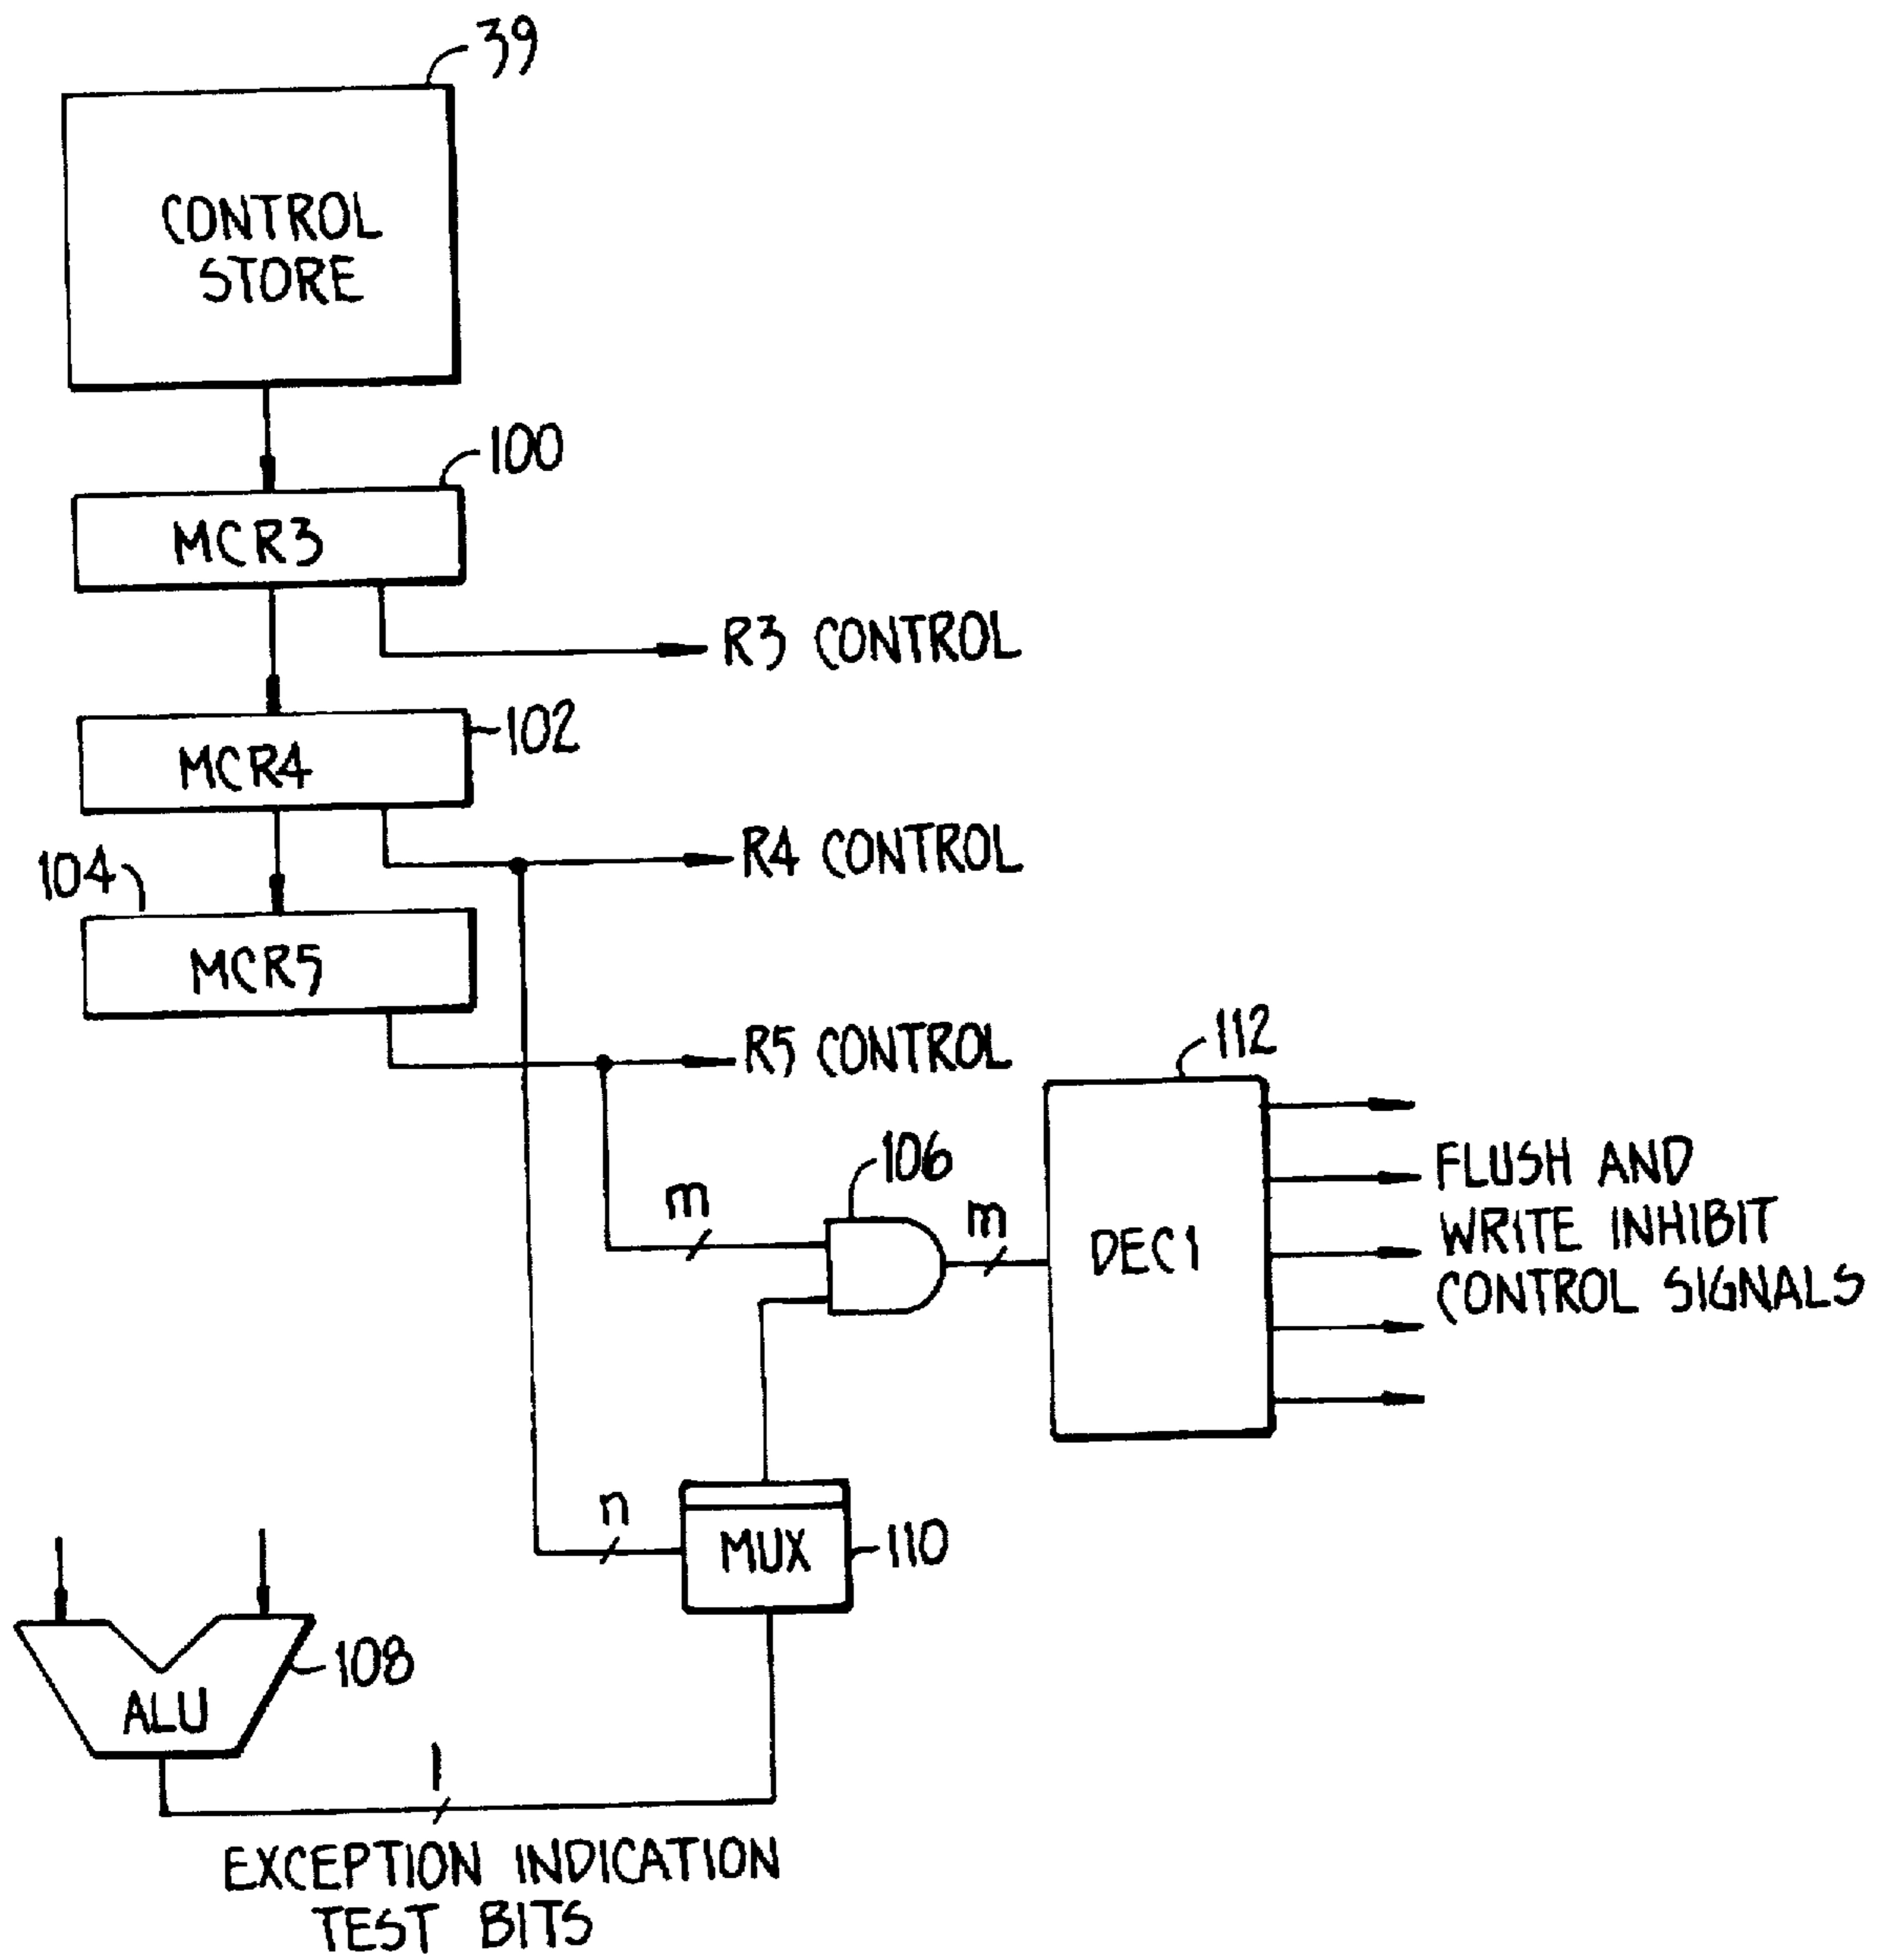 39
CONTROL
STORE
100
MCR3
R3 CONTROL
102
MCR4
R4 CONTROL
104
MCR5
R5 CONTROL
112
106
m
m
DEC1
FLUSH AND
WRITE INHIBIT
CONTROL SIGNALS
n
MUX
110
108
ALU
l
EXCEPTION INDICATION
TEST BITS